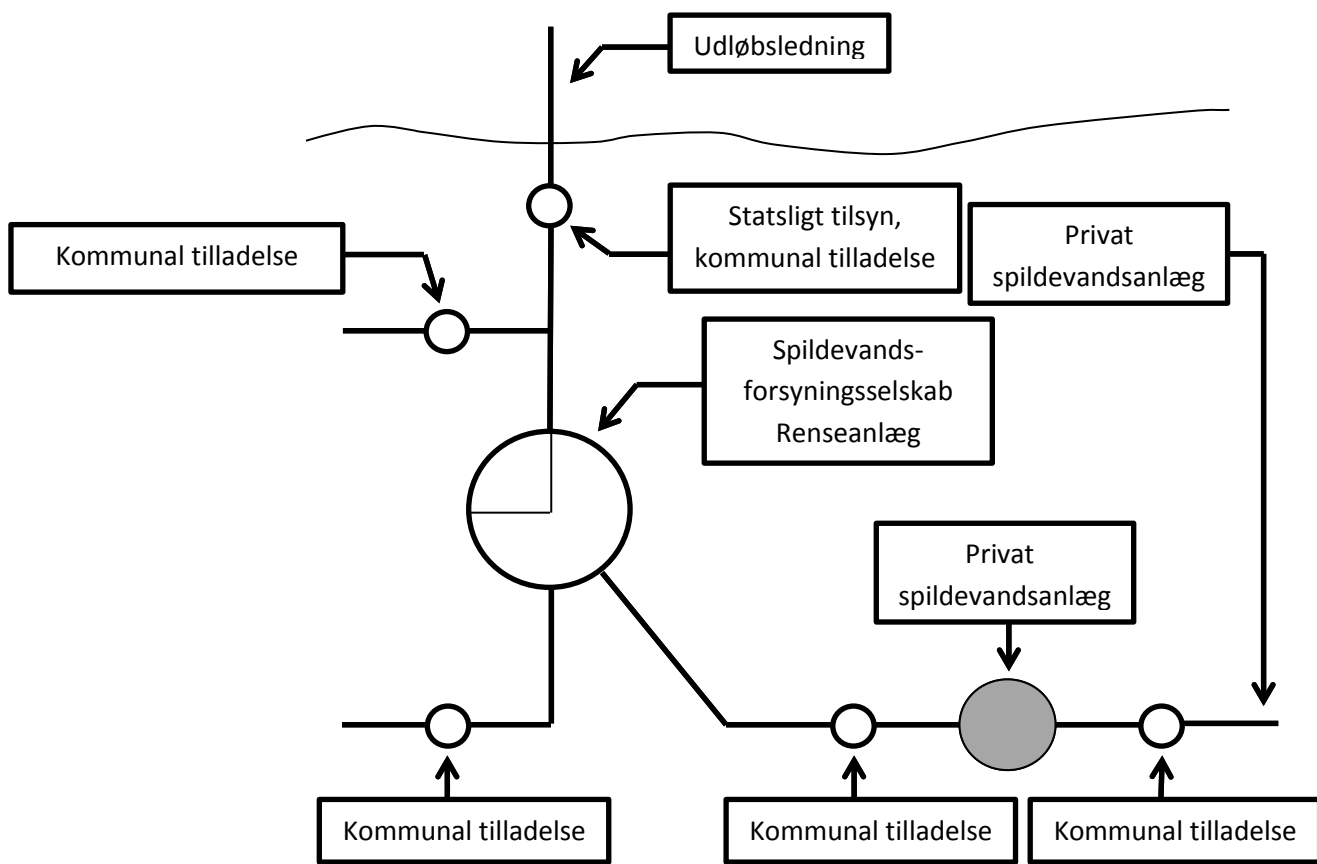 Udløbsledning
Statsligt tilsyn,
kommunal tilladelse
Privat
spildevandsanlæg
Kommunal tilladelse
Spildevands-
forsyningsselskab
Renseanlæg
Privat
spildevandsanlæg
Kommunal tilladelse
Kommunal tilladelse
Kommunal tilladelse